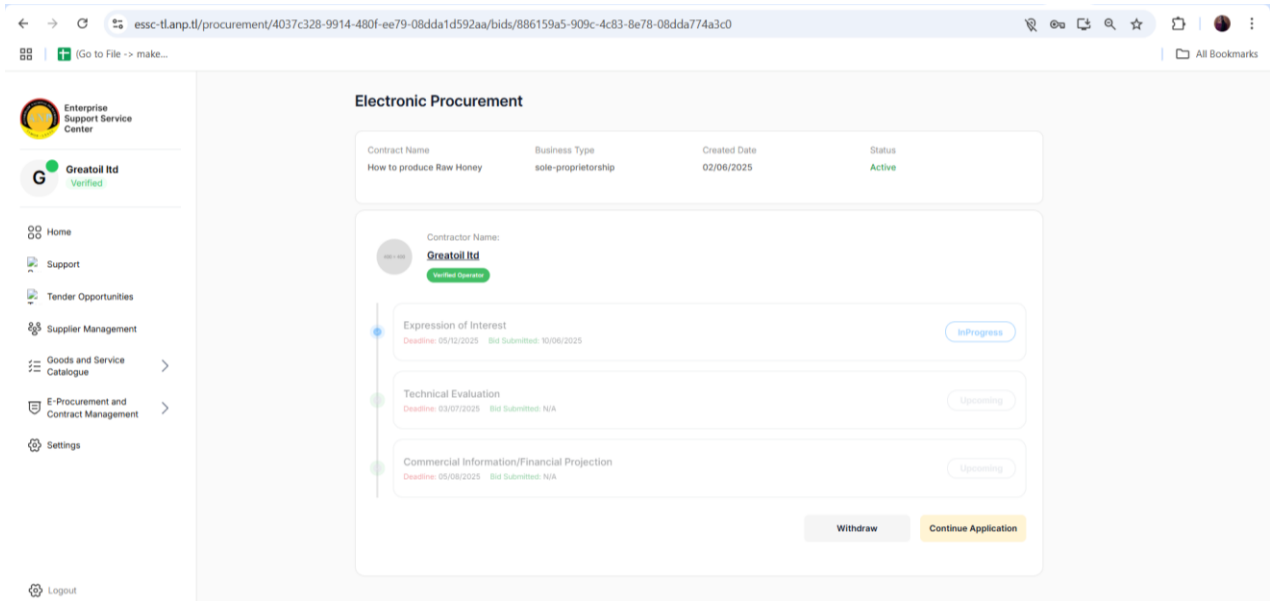 essc-tl.anp.tl/procurement/4037c328-9914-480f-ee79-08dda1d592aa/bids/886159a5-909c-4c83-8e78-08dda774a3c0
(Go to File -> make...
All Bookmarks
Enterprise
Support Service
Center
G
Greatoil ltd
Verified
Home
Support
Tender Opportunities
Supplier Management
Goods and Service
Catalogue
E-Procurement and
Contract Management
Settings
Logout
Electronic Procurement
Contract Name Business Type Created Date Status
How to produce Raw Honey sole-proprietorship 02/06/2025 Active
Contractor Name:
Greatoil ltd
Verified Operator
Expression of Interest
Deadline: 05/12/2025 Bid Submitted: 10/06/2025
InProgress
Technical Evaluation
Deadline: 03/07/2025 Bid Submitted: N/A
Upcoming
Commercial Information/Financial Projection
Deadline: 05/08/2025 Bid Submitted: N/A
Upcoming
Withdraw Continue Application